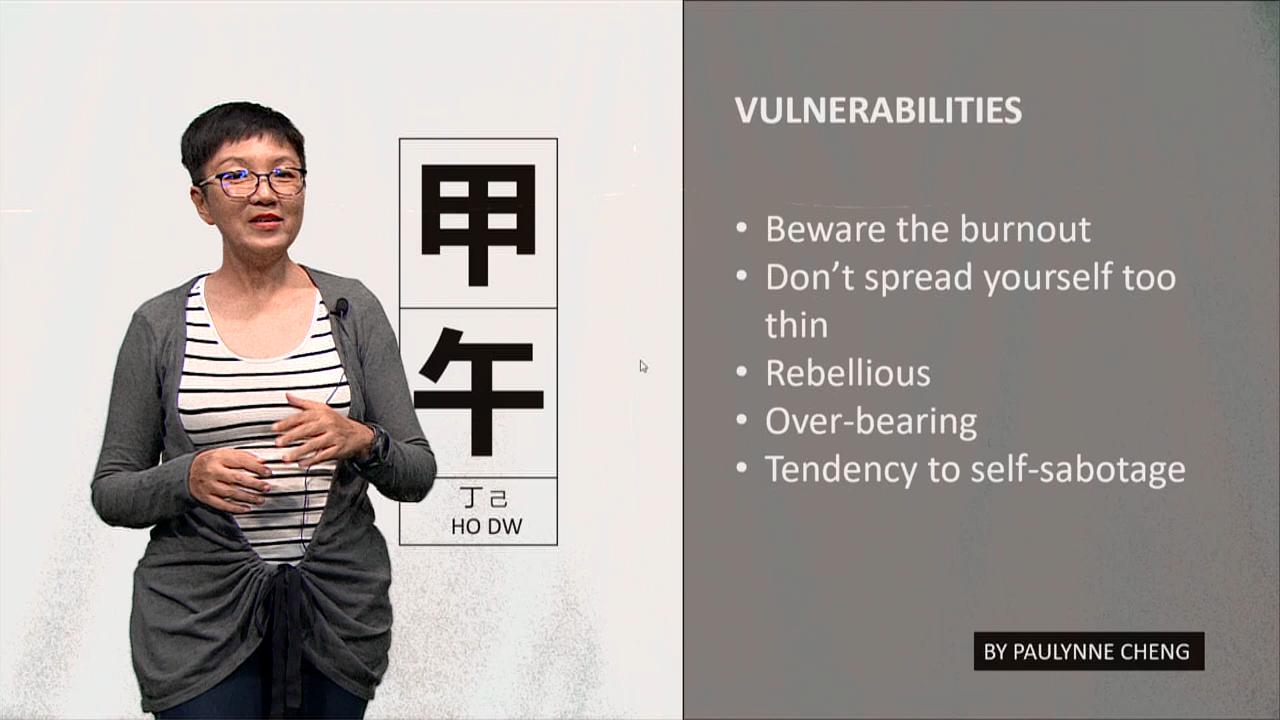 甲
午
丁己
HO DW
VULNERABILITIES
• Beware the burnout
• Don’t spread yourself too
thin
• Rebellious
• Over-bearing
• Tendency to self-sabotage
BY PAULYNNE CHENG